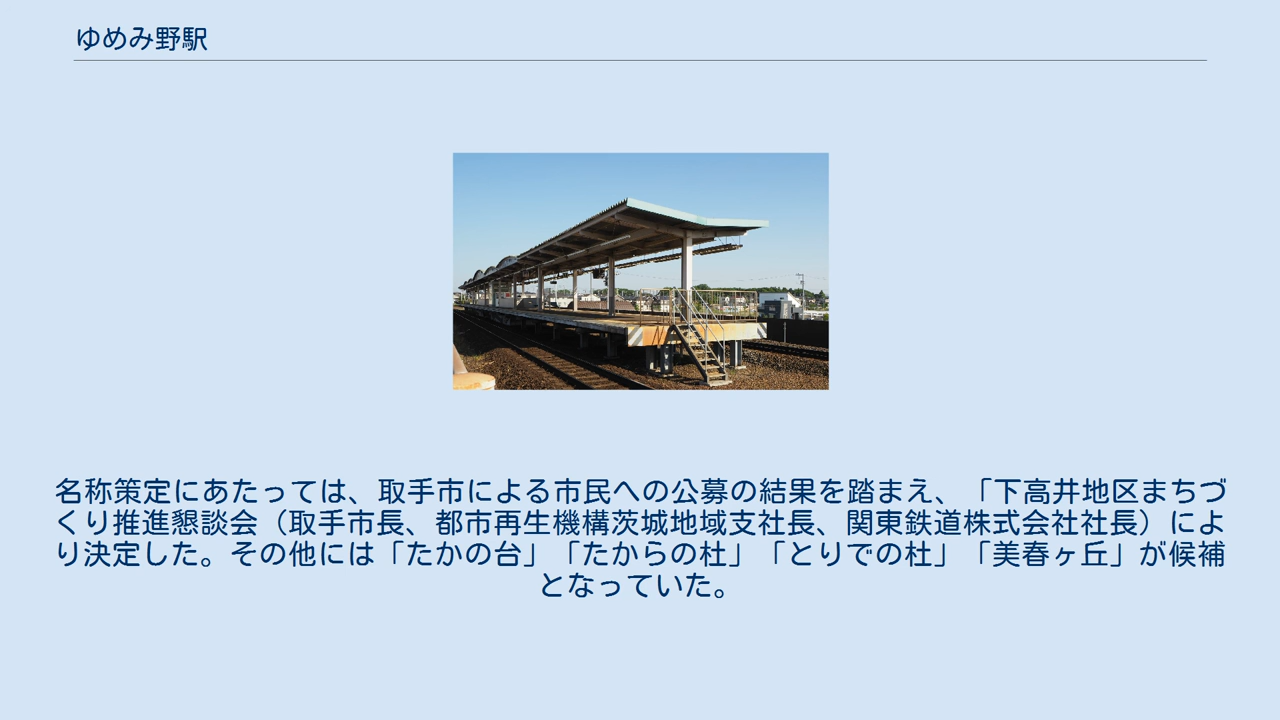 ゆめみ野駅
名称策定にあたっては、取手市による市民への公募の結果を踏まえ、「下高井地区まちづ
くり推進懇談会（取手市長、都市再生機構茨城地域支社長、関東鉄道株式会社社長）によ
り決定した。その他には「たかの台」「たからの杜」「とりでの杜」「美春ヶ丘」が候補
となっていた。